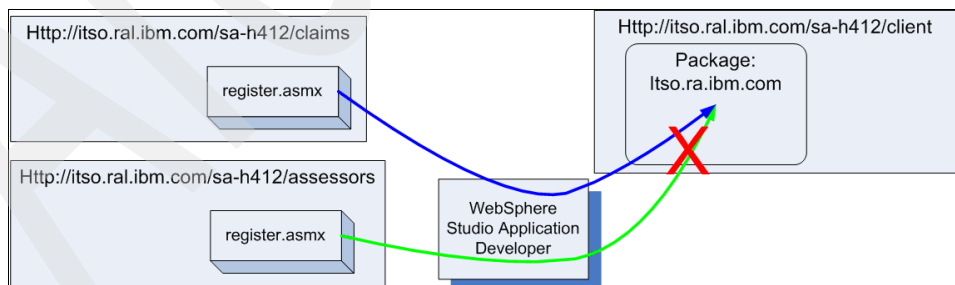 Http://itso.ral.ibm.com/sa-h412/claims
register.asmx
Http://itso.ral.ibm.com/sa-h412/assessors
register.asmx
WebSphere
Studio Application
Developer
Http://itso.ral.ibm.com/sa-h412/client
Package:
Itso.ra.ibm.com
X